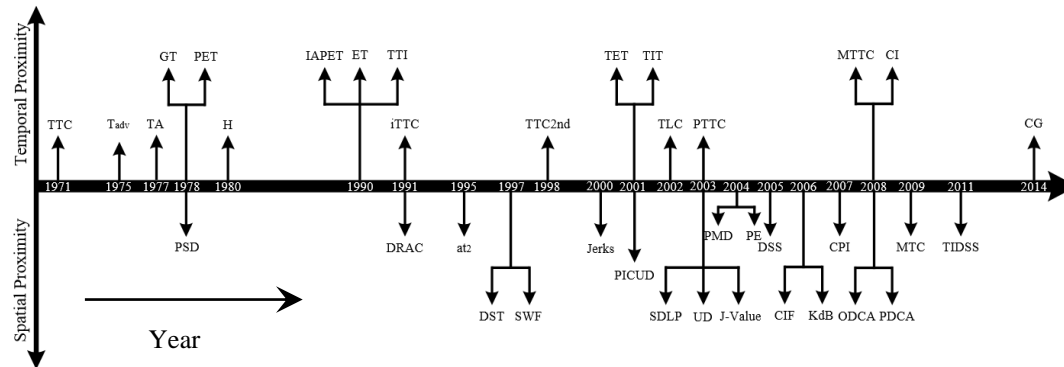 Temporal Proximity
Spatial Proximity
GT PET IAPET ET TTI TET TIT MTTC CI
TTC Tadv TA H iTTC TTC2nd TLC PTTC CG
1971 1975 1977 1978 1980 1990 1991 1995 1997 1998 2000 2001 2002 2003 2004 2005 2006 2007 2008 2009 2011 2014
PSD DRAC at2 Jerks PMD PE DSS CPI MTC TIDSS
PICUD
DST SWF SDLP UD J-Value CIF KdB ODCA PDCA
Year